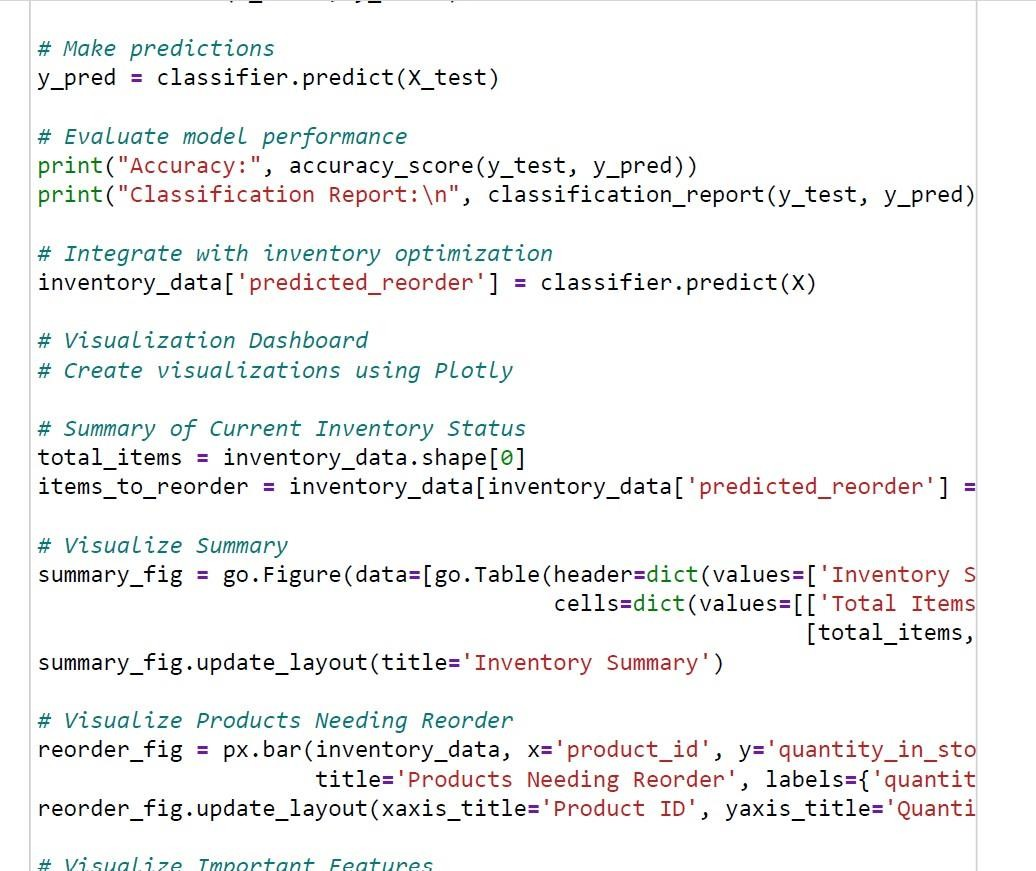 # Make predictions
y_pred = classifier.predict(X_test)
# Evaluate model performance
print("Accuracy:", accuracy_score(y_test, y_pred))
print("Classification Report:\n", classification_report(y_test, y_pred)
# Integrate with inventory optimization
inventory_data['predicted_reorder'] = classifier.predict(X)
# Visualization Dashboard
# Create visualizations using Plotly
# Summary of Current Inventory Status
total_items = inventory_data.shape[0]
items_to_reorder = inventory_data[inventory_data['predicted_reorder'] =
# Visualize Summary
summary_fig = go.Figure(data=[go.Table(header=dict(values=['Inventory S
cells=dict(values=[['Total Items
[total_items,
summary_fig.update_layout(title='Inventory Summary')
# Visualize Products Needing Reorder
reorder_fig = px.bar(inventory_data, x='product_id', y='quantity_in_sto
title='Products Needing Reorder', labels={'quantit
reorder_fig.update_layout(xaxis_title='Product ID', yaxis_title='Quanti
# Visualize Important Features